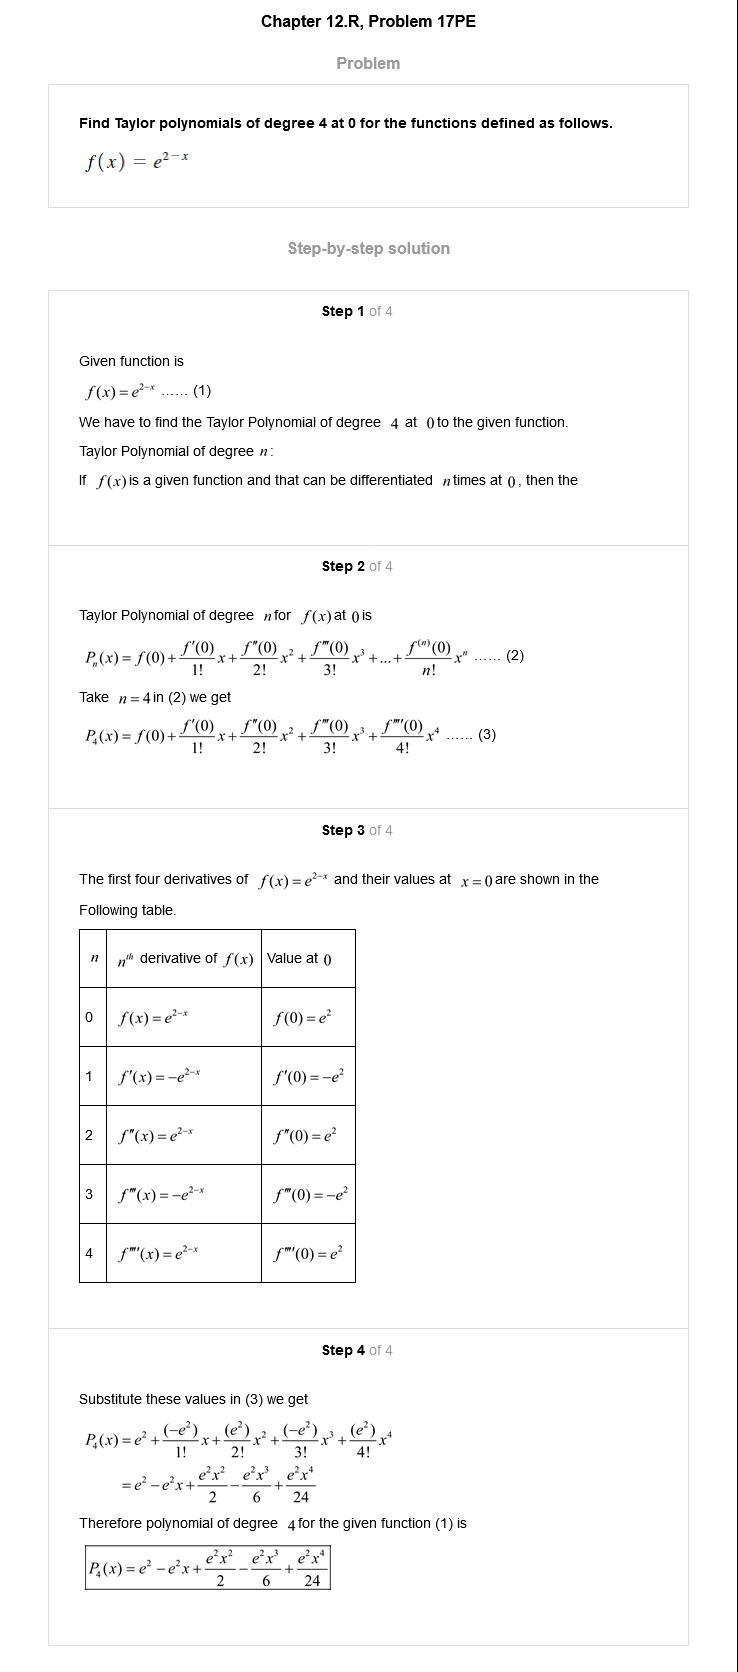 Chapter 12.R, Problem 17PE
Problem
Find Taylor polynomials of degree 4 at 0 for the functions defined as follows.
f(x) = e^{2−x}
Step-by-step solution
Step 1 of 4
Given function is
f(x) = e^{2−x} ...... (1)
We have to find the Taylor Polynomial of degree 4 at 0 to the given function.
Taylor Polynomial of degree n:
If f(x) is a given function and that can be differentiated n times at 0, then the
Step 2 of 4
Taylor Polynomial of degree n for f(x) at 0 is
P_n(x) = f(0) + \frac{f'(0)}{1!}x + \frac{f''(0)}{2!}x^2 + \frac{f'''(0)}{3!}x^3 + ... + \frac{f^{(n)}(0)}{n!}x^n ...... (2)
Take n = 4 in (2) we get
P_4(x) = f(0) + \frac{f'(0)}{1!}x + \frac{f''(0)}{2!}x^2 + \frac{f'''(0)}{3!}x^3 + \frac{f''''(0)}{4!}x^4 ...... (3)
Step 3 of 4
The first four derivatives of f(x) = e^{2−x} and their values at x = 0 are shown in the
Following table.
n n^{th} derivative of f(x) Value at 0
0 f(x) = e^{2−x} f(0) = e^2
1 f'(x) = −e^{2−x} f'(0) = −e^2
2 f''(x) = e^{2−x} f''(0) = e^2
3 f'''(x) = −e^{2−x} f'''(0) = −e^2
4 f''''(x) = e^{2−x} f''''(0) = e^2
Step 4 of 4
Substitute these values in (3) we get
P_4(x) = e^2 + \frac{(−e^2)}{1!}x + \frac{(e^2)}{2!}x^2 + \frac{(−e^2)}{3!}x^3 + \frac{(e^2)}{4!}x^4
= e^2 − e^2x + \frac{e^2x^2}{2} − \frac{e^2x^3}{6} + \frac{e^2x^4}{24}
Therefore polynomial of degree 4 for the given function (1) is
P_4(x) = e^2 − e^2x + \frac{e^2x^2}{2} − \frac{e^2x^3}{6} + \frac{e^2x^4}{24}